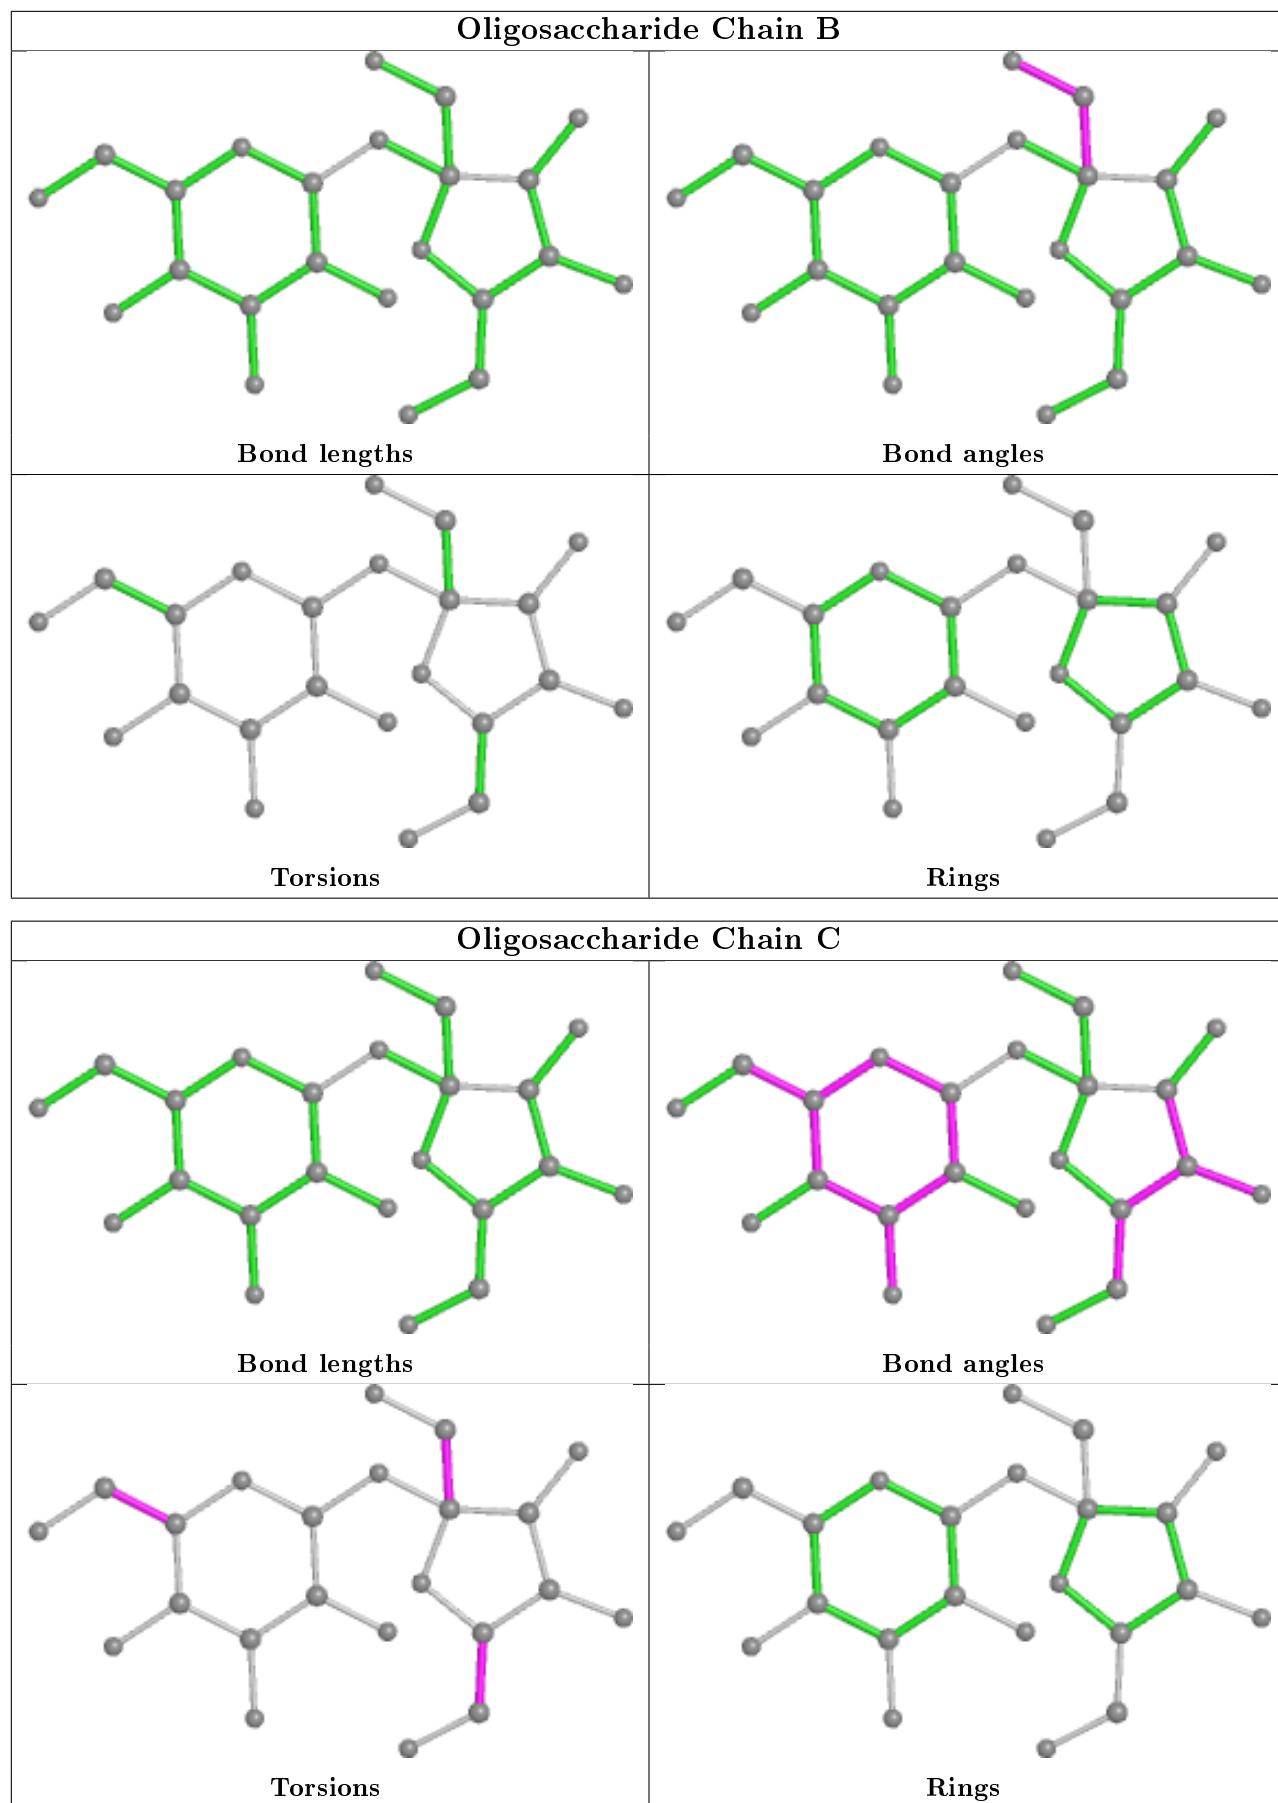 Oligosaccharide Chain B
Bond lengths
Bond angles
Torsions
Rings
Oligosaccharide Chain C
Bond lengths
Bond angles
Torsions
Rings